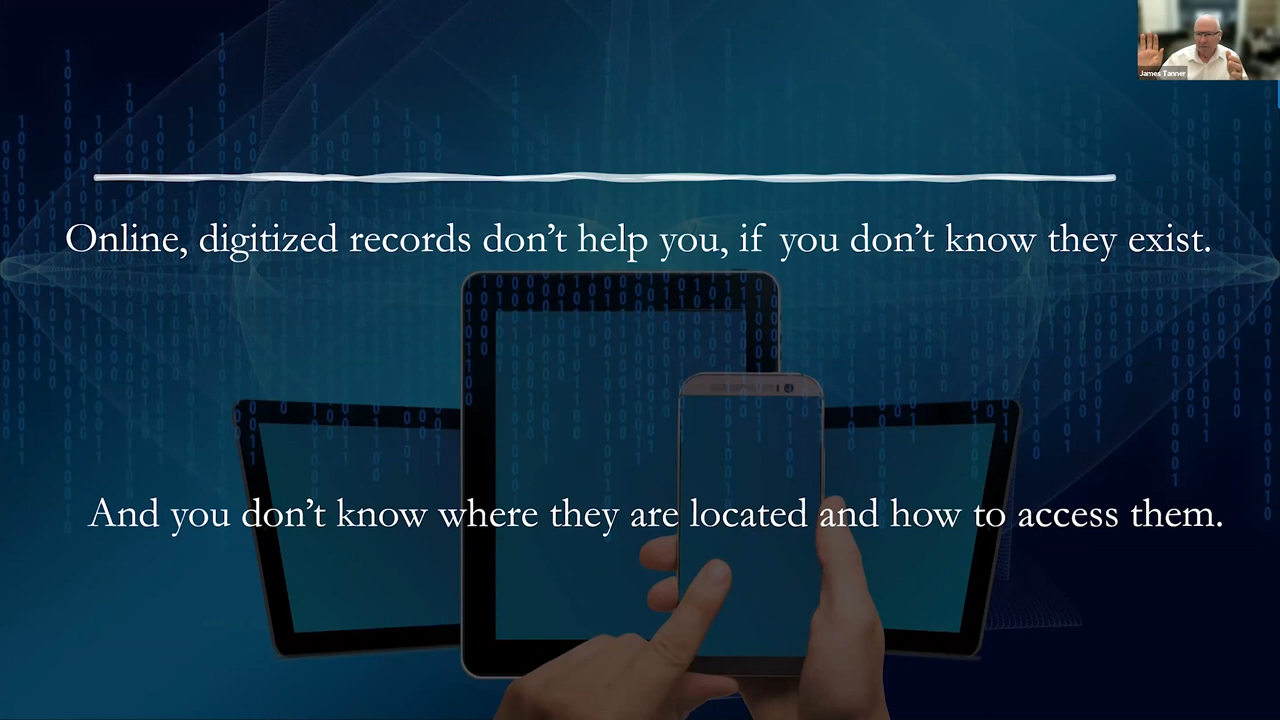 James Tanner
Online, digitized records don’t help you, if you don’t know they exist.
And you don’t know where they are located and how to access them.